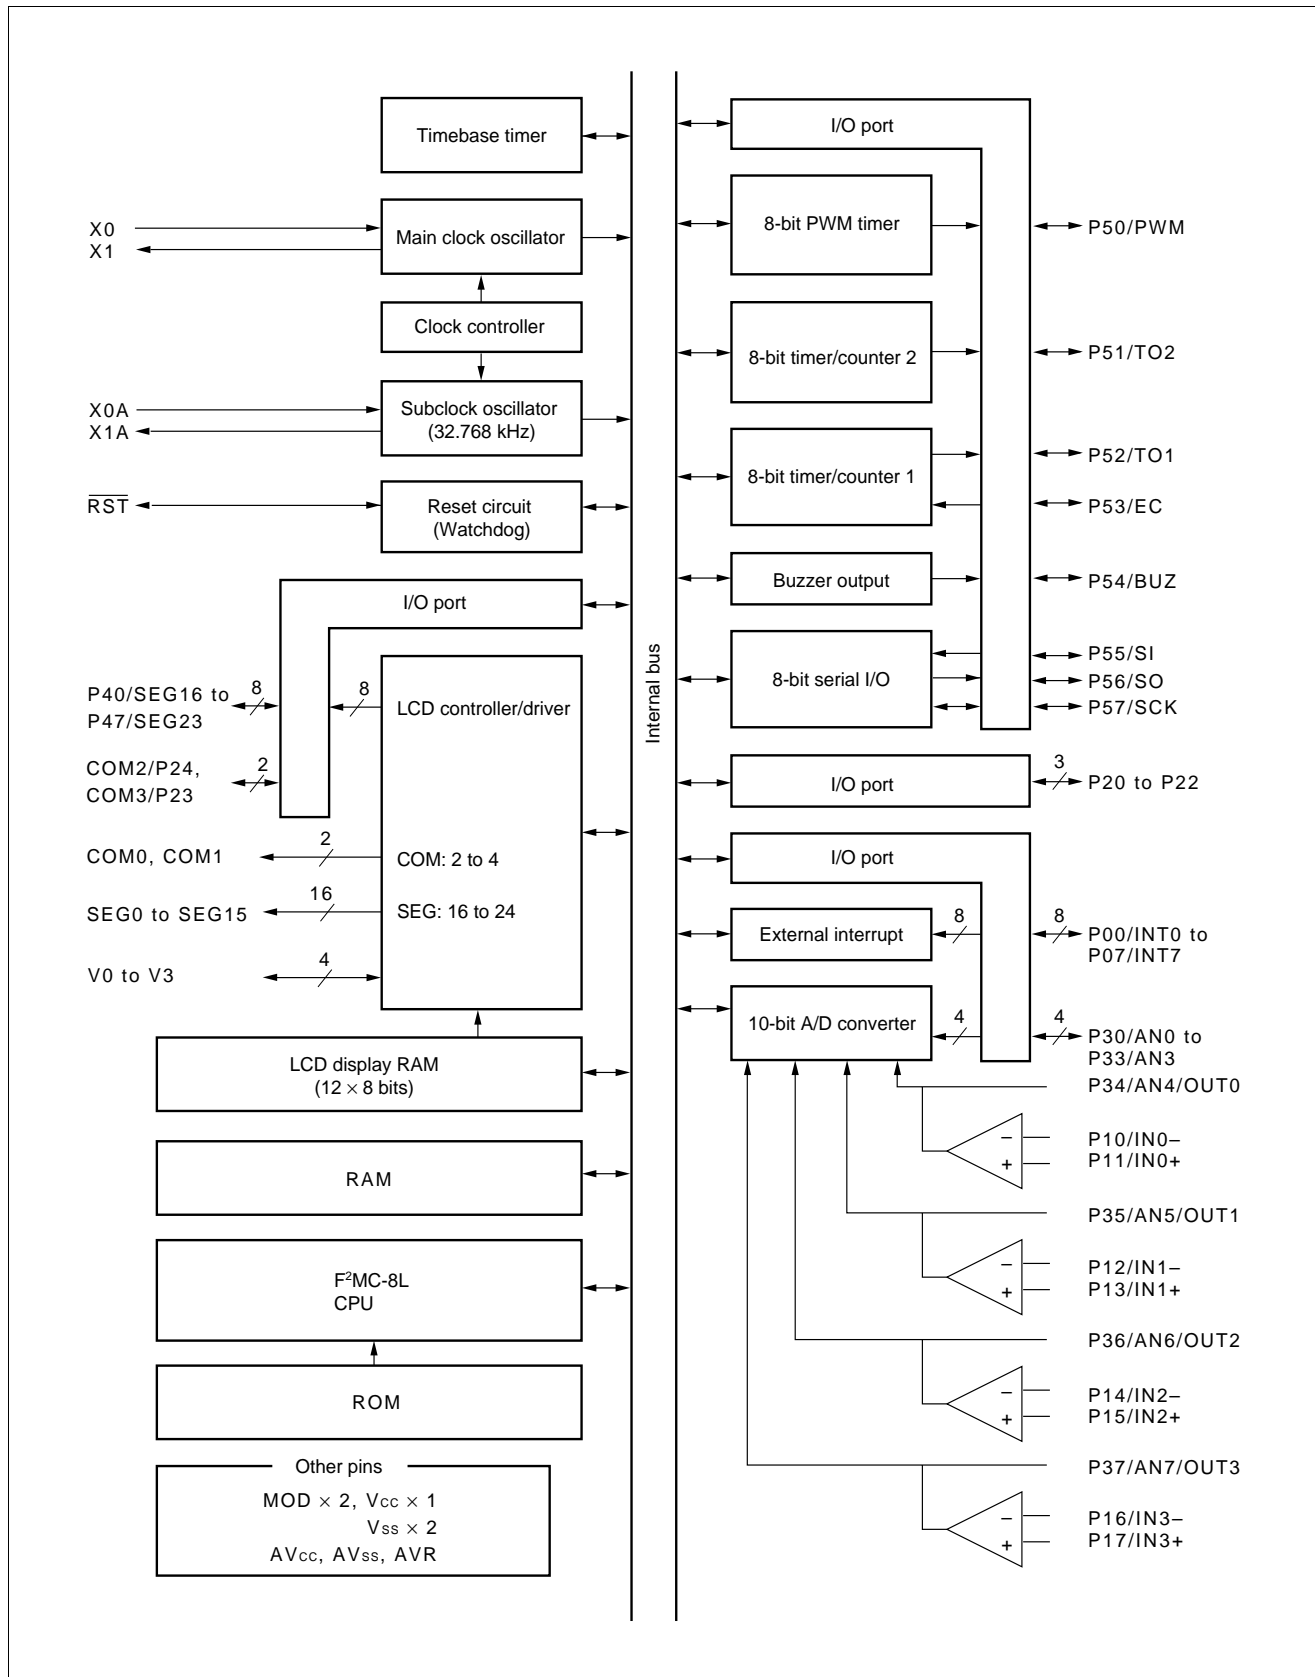 Timebase timer
X0
X1
Main clock oscillator
Clock controller
X0A
X1A
Subclock oscillator
(32.768 kHz)
RST
Reset circuit
(Watchdog)
I/O port
P40/SEG16 to
P47/SEG23
8
8
LCD controller/driver
COM2/P24,
COM3/P23
2
COM0, COM1
2
COM: 2 to 4
SEG0 to SEG15
16
SEG: 16 to 24
V0 to V3
4
LCD display RAM
(12 × 8 bits)
RAM
F²MC-8L
CPU
ROM
Other pins
MOD × 2, Vcc × 1
Vss × 2
AVcc, AVss, AVR
Internal bus
I/O port
8-bit PWM timer
P50/PWM
8-bit timer/counter 2
P51/TO2
8-bit timer/counter 1
P52/TO1
P53/EC
Buzzer output
P54/BUZ
8-bit serial I/O
P55/SI
P56/SO
P57/SCK
I/O port
3
P20 to P22
I/O port
External interrupt
8
8
P00/INT0 to
P07/INT7
10-bit A/D converter
4
4
P30/AN0 to
P33/AN3
P34/AN4/OUT0
–
+
P10/IN0–
P11/IN0+
P35/AN5/OUT1
–
+
P12/IN1–
P13/IN1+
P36/AN6/OUT2
–
+
P14/IN2–
P15/IN2+
P37/AN7/OUT3
–
+
P16/IN3–
P17/IN3+